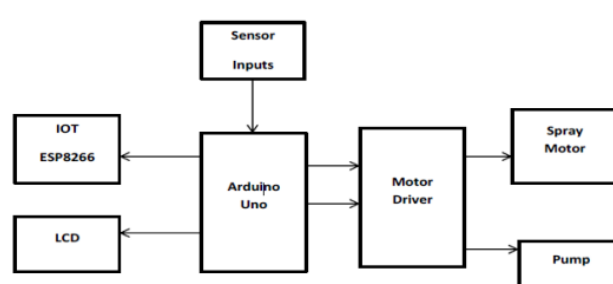 Sensor
Inputs
IOT
ESP8266
Arduino
Uno
Motor
Driver
Spray
Motor
LCD
Pump